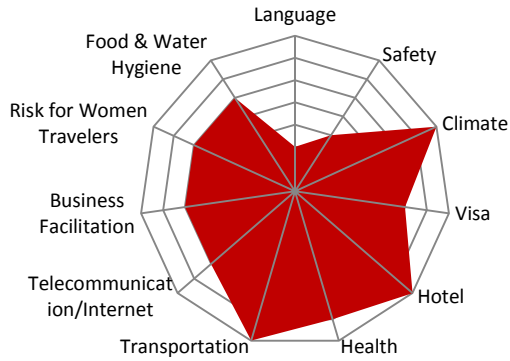 Language
Food & Water
Hygiene
Safety
Risk for Women
Travelers
Climate
Business
Facilitation
Visa
Telecommunicat
ion/Internet
Hotel
Transportation
Health